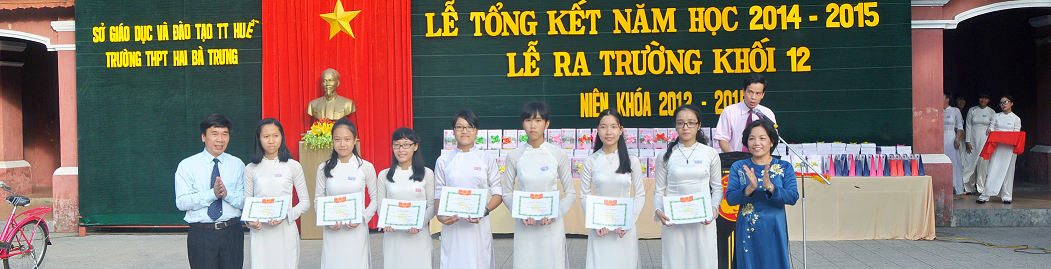 SỞ GIÁO DỤC VÀ ĐÀO TẠO TT HUẾ
TRƯỜNG THPT HAI BÀ TRƯNG
LỄ TỔNG KẾT NĂM HỌC 2014 - 2015
LỄ RA TRƯỜNG KHỐI 12
NIÊN KHÓA 2012 - 2015